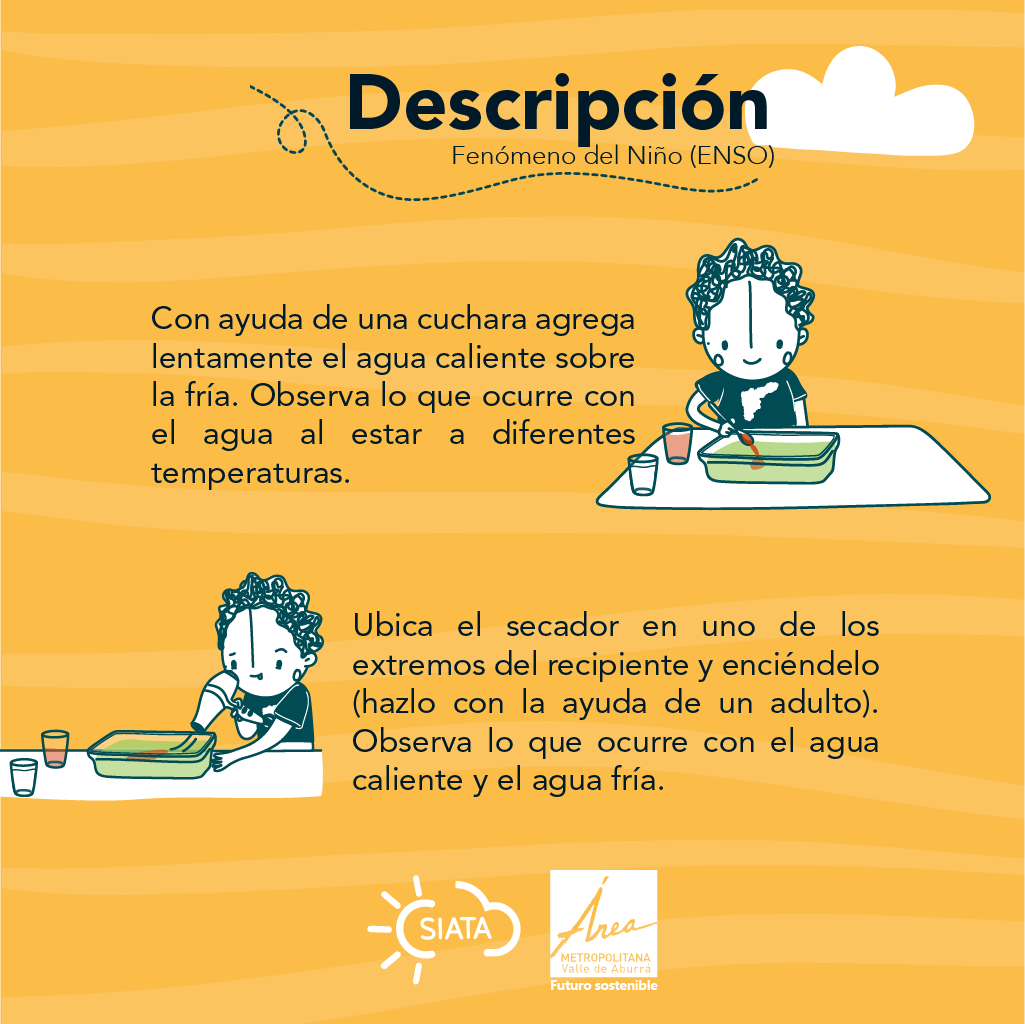 Descripción
Fenómeno del Niño (ENSO)
Con ayuda de una cuchara agrega
lentamente el agua caliente sobre
la fría. Observa lo que ocurre con
el agua al estar a diferentes
temperaturas.
Ubica el secador en uno de los
extremos del recipiente y enciéndelo
(hazlo con la ayuda de un adulto).
Observa lo que ocurre con el agua
caliente y el agua fría.
SIATA
Área
METROPOLITANA
Valle de Aburrá
Futuro sostenible